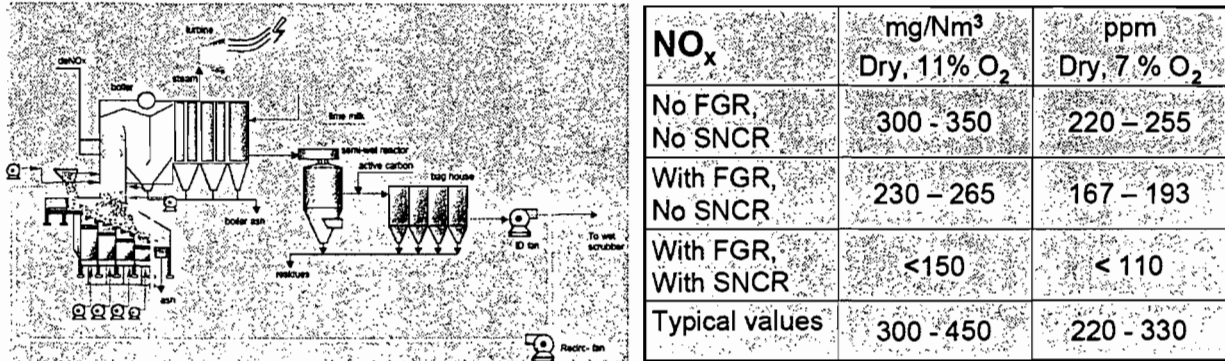 turbine
deNOx
steam
boiler
lime milk
semi-wet reactor
active carbon
bag house
boiler ash
ID fan
To wet
scrubber
residues
ash
Recirc- fan
NOx
mg/Nm³
Dry, 11% O₂
ppm
Dry, 7 % O₂
No FGR,
No SNCR
300 - 350
220 – 255
With FGR,
No SNCR
230 – 265
167 – 193
With FGR,
With SNCR
<150
< 110
Typical values
300 - 450
220 - 330